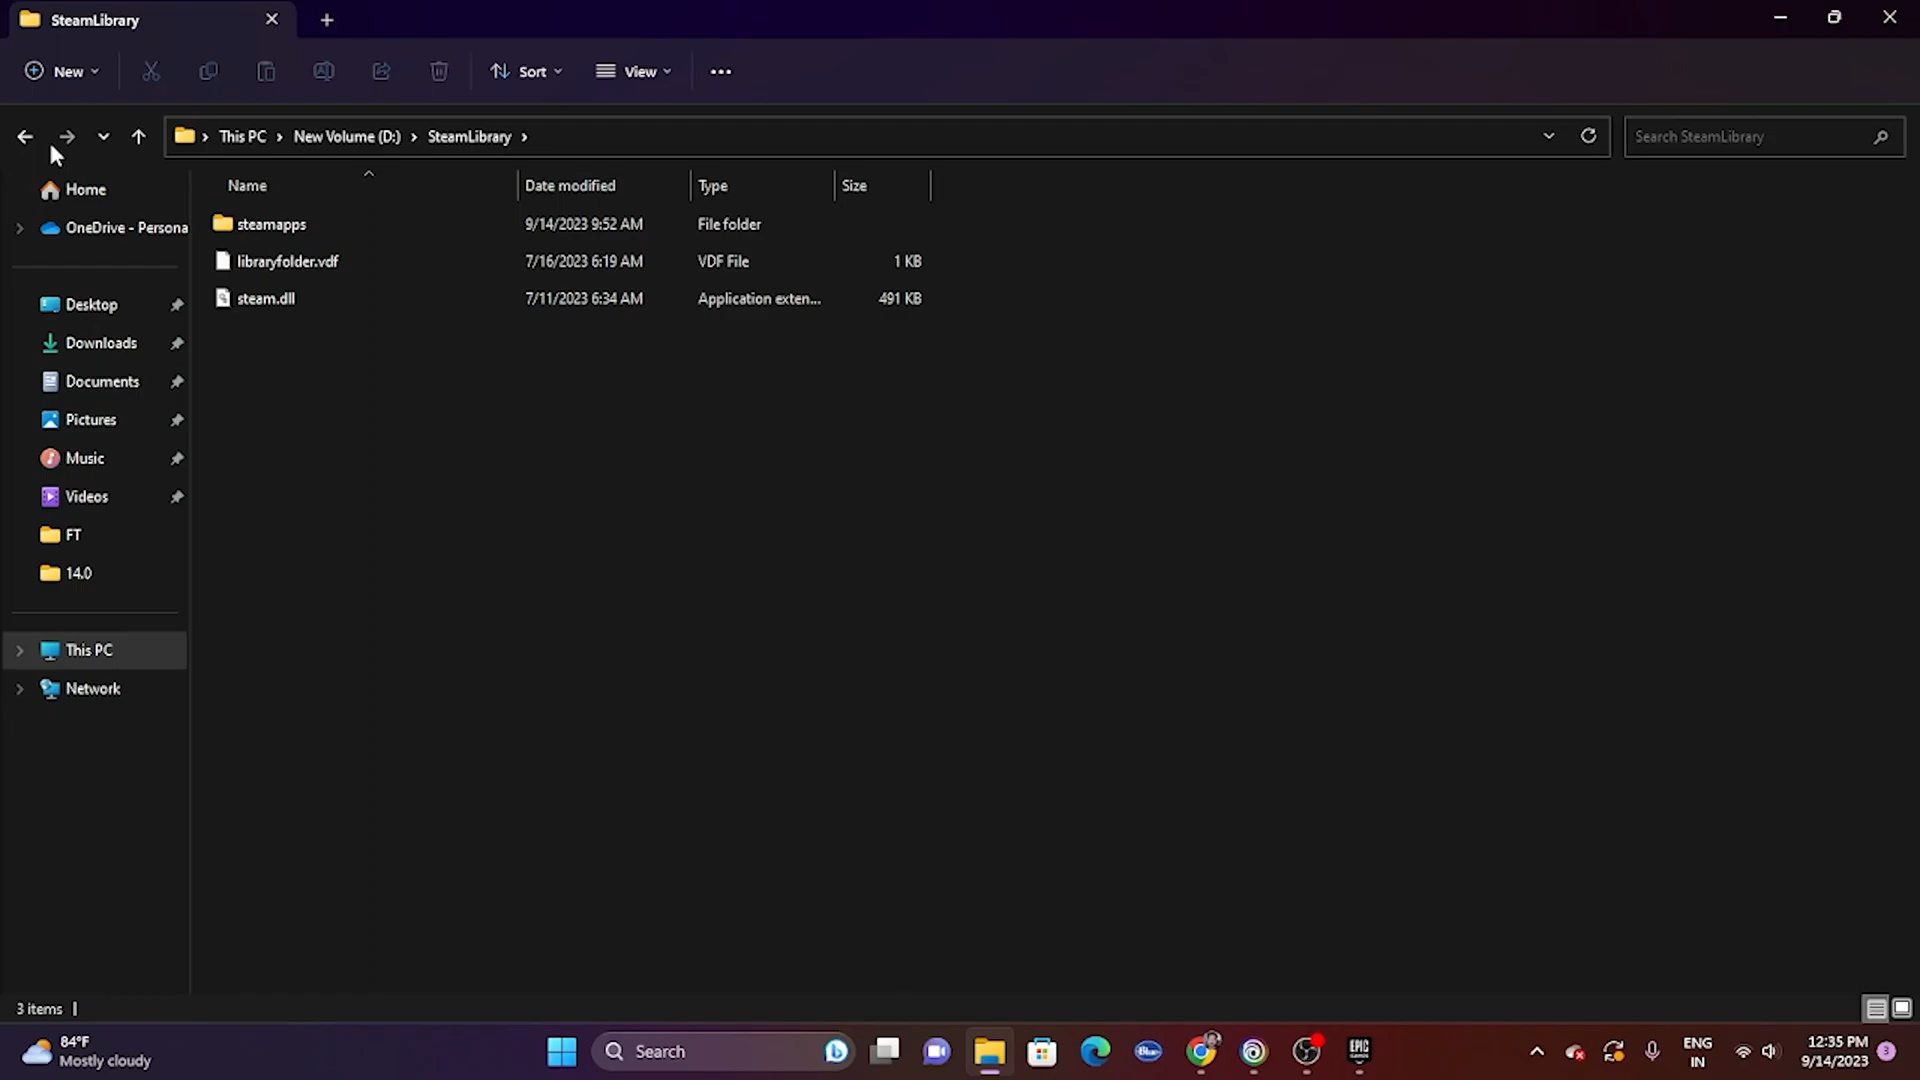 SteamLibrary
New
Sort
View
This PC
New Volume (D:)
SteamLibrary
Search SteamLibrary
Name
Date modified
Type
Size
Home
OneDrive - Persona
Desktop
Downloads
Documents
Pictures
Music
Videos
FT
14.0
This PC
Network
steamapps 9/14/2023 9:52 AM File folder
libraryfolder.vdf 7/16/2023 6:19 AM VDF File 1 KB
steam.dll 7/11/2023 6:34 AM Application exten... 491 KB
3 items
84°F
Mostly cloudy
Search
Blue
EPIC
GAMES
ENG
IN
12:35 PM
9/14/2023
3